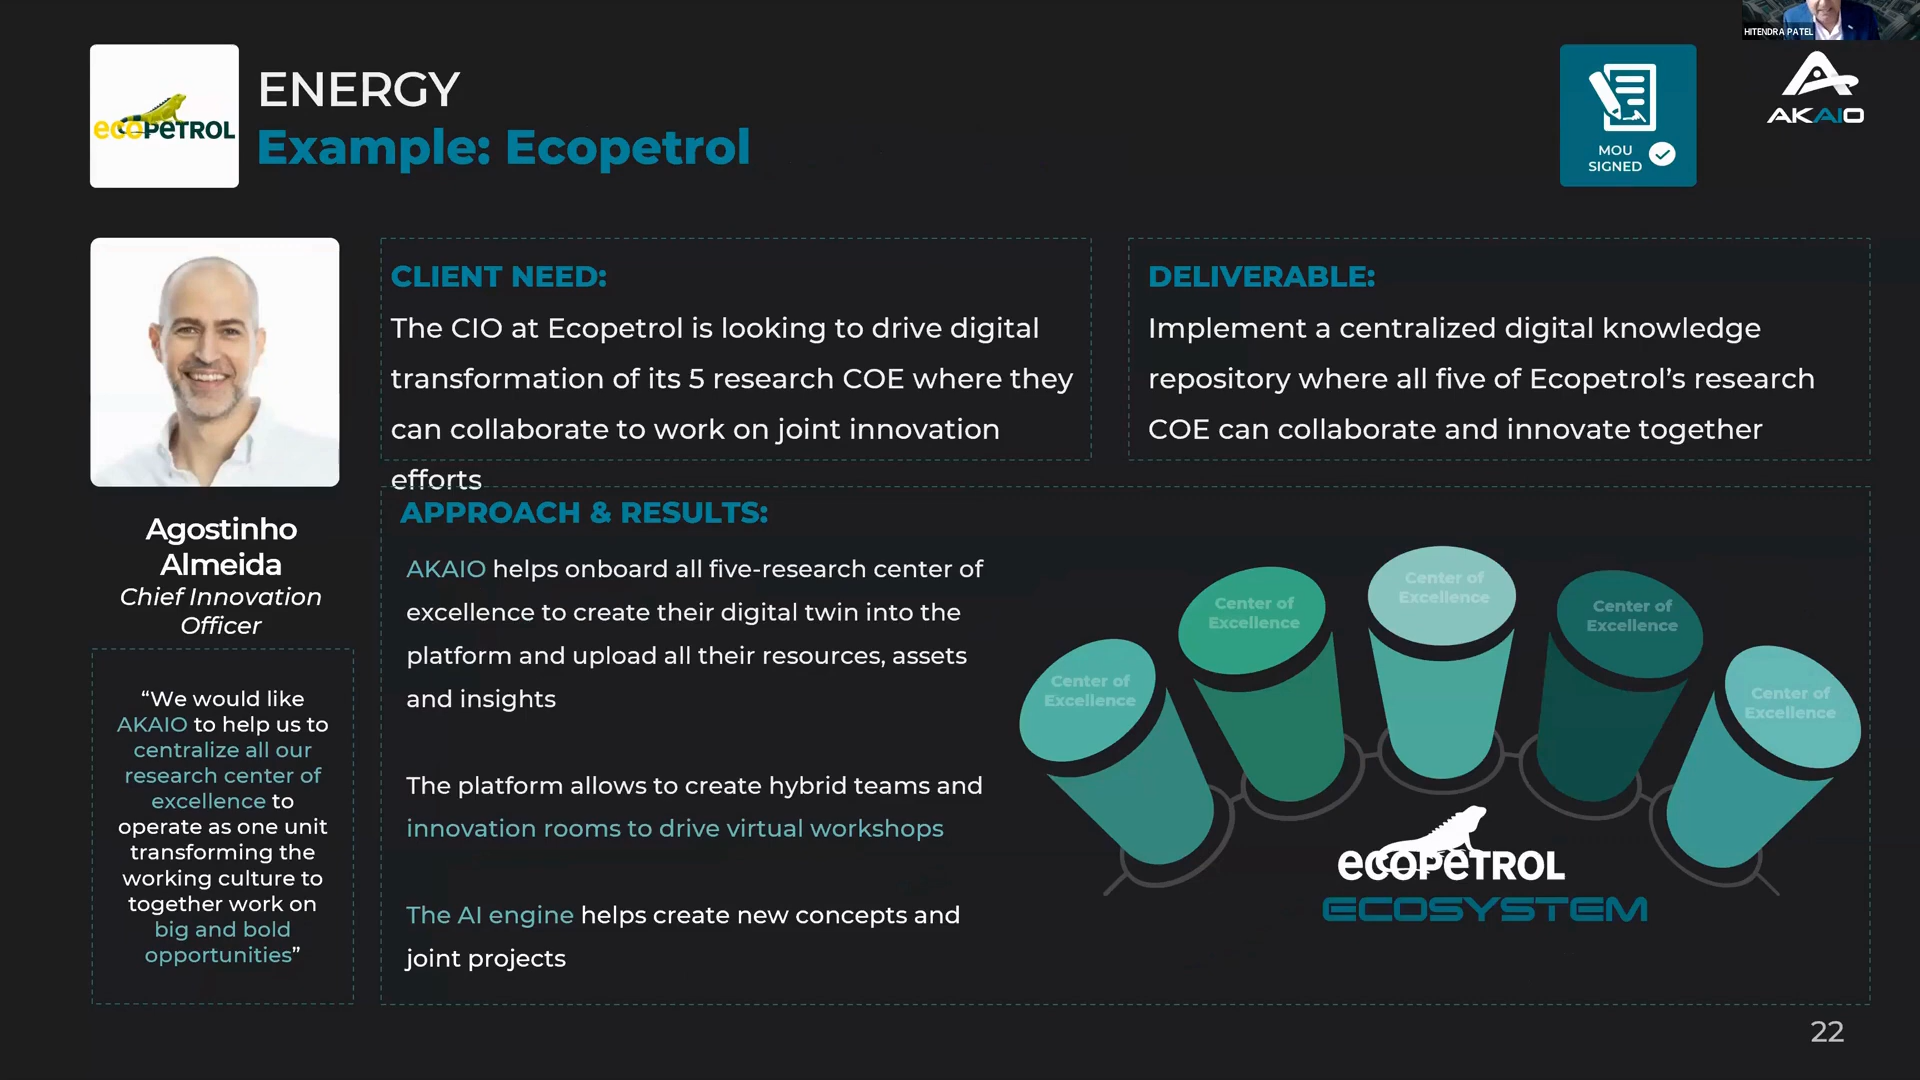 HITENDRA PATEL
ecoPETROL
ENERGY
Example: Ecopetrol
MOU
SIGNED
AKAIO
Agostinho
Almeida
Chief Innovation
Officer
“We would like
AKAIO to help us to
centralize all our
research center of
excellence to
operate as one unit
transforming the
working culture to
together work on
big and bold
opportunities”
CLIENT NEED:
The CIO at Ecopetrol is looking to drive digital
transformation of its 5 research COE where they
can collaborate to work on joint innovation
efforts
DELIVERABLE:
Implement a centralized digital knowledge
repository where all five of Ecopetrol’s research
COE can collaborate and innovate together
APPROACH & RESULTS:
AKAIO helps onboard all five-research center of
excellence to create their digital twin into the
platform and upload all their resources, assets
and insights
The platform allows to create hybrid teams and
innovation rooms to drive virtual workshops
The AI engine helps create new concepts and
joint projects
Center of
Excellence
Center of
Excellence
Center of
Excellence
Center of
Excellence
Center of
Excellence
ecoPETROL
ECOSYSTEM
22